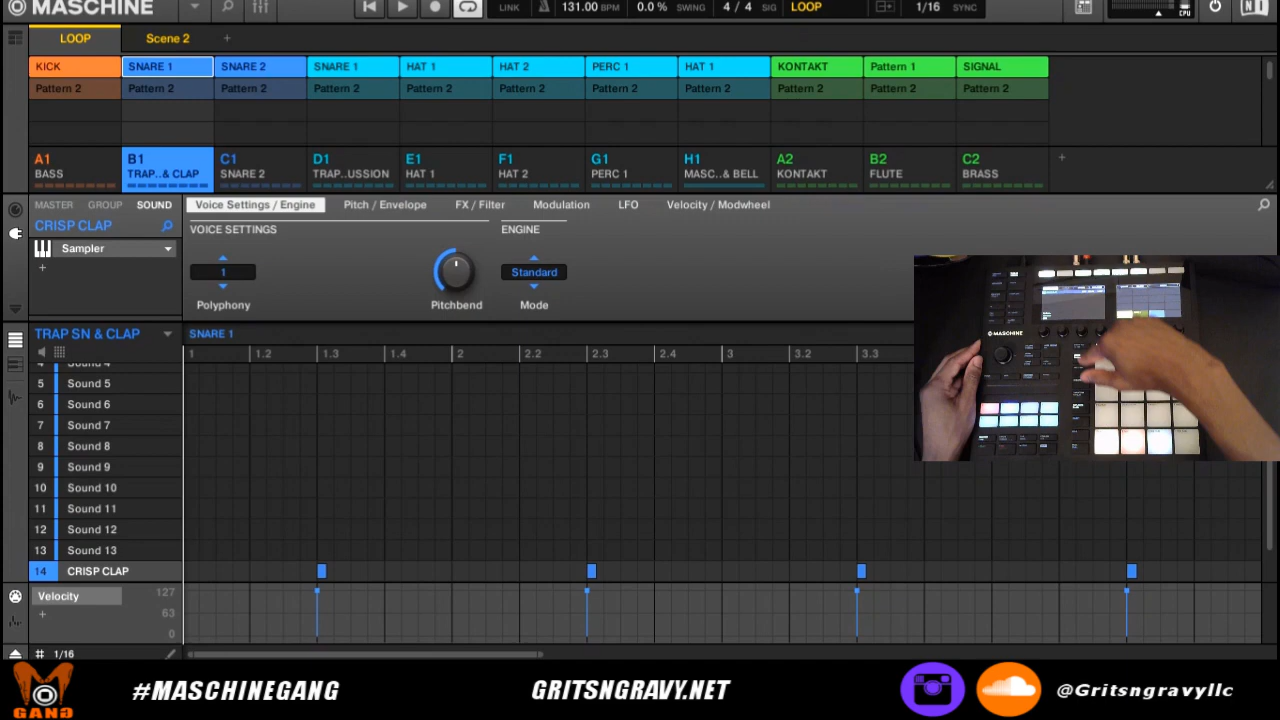 MASCHINE
LINK 131.00 BPM 0.0 % SWING 4 / 4 SIG LOOP 1/16 SYNC
CPU
LOOP Scene 2 +
KICK SNARE 1 SNARE 2 SNARE 1 HAT 1 HAT 2 PERC 1 HAT 1 KONTAKT Pattern 1 SIGNAL
Pattern 2 Pattern 2 Pattern 2 Pattern 2 Pattern 2 Pattern 2 Pattern 2 Pattern 2 Pattern 2 Pattern 2 Pattern 2
A1 B1 C1 D1 E1 F1 G1 H1 A2 B2 C2 +
BASS TRAP..& CLAP SNARE 2 TRAP..USSION HAT 1 HAT 2 PERC 1 MASC..& BELL KONTAKT FLUTE BRASS
MASTER GROUP SOUND Voice Settings / Engine Pitch / Envelope FX / Filter Modulation LFO Velocity / Modwheel
CRISP CLAP VOICE SETTINGS ENGINE
Sampler
+ 1 Standard
Polyphony Pitchbend Mode
TRAP SN & CLAP SNARE 1
1 1.2 1.3 1.4 2 2.2 2.3 2.4 3 3.2 3.3
5 Sound 5
6 Sound 6
7 Sound 7
8 Sound 8
9 Sound 9
10 Sound 10
11 Sound 11
12 Sound 12
13 Sound 13
14 CRISP CLAP
Velocity 127
+ 63
0
# 1/16
MASCHINE
GANG
#MASCHINEGANG GRITSNGRAVY.NET @Gritsngravyllc